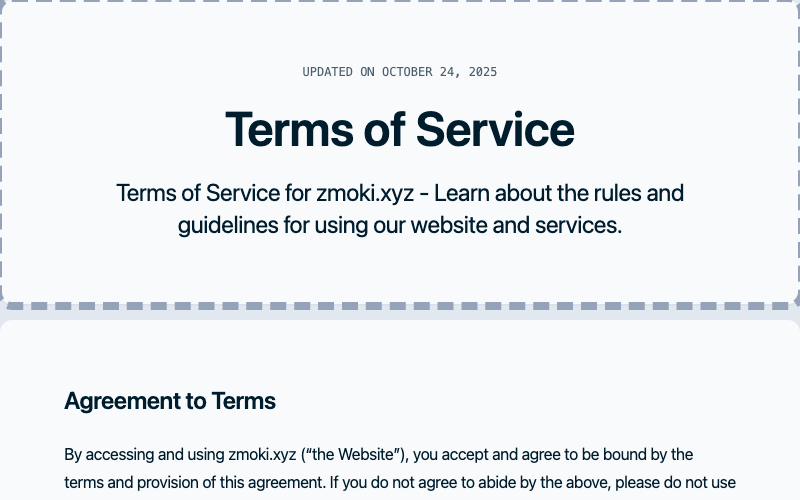 UPDATED ON OCTOBER 24, 2025
Terms of Service
Terms of Service for zmoki.xyz - Learn about the rules and
guidelines for using our website and services.
Agreement to Terms
By accessing and using zmoki.xyz (“the Website”), you accept and agree to be bound by the
terms and provision of this agreement. If you do not agree to abide by the above, please do not use